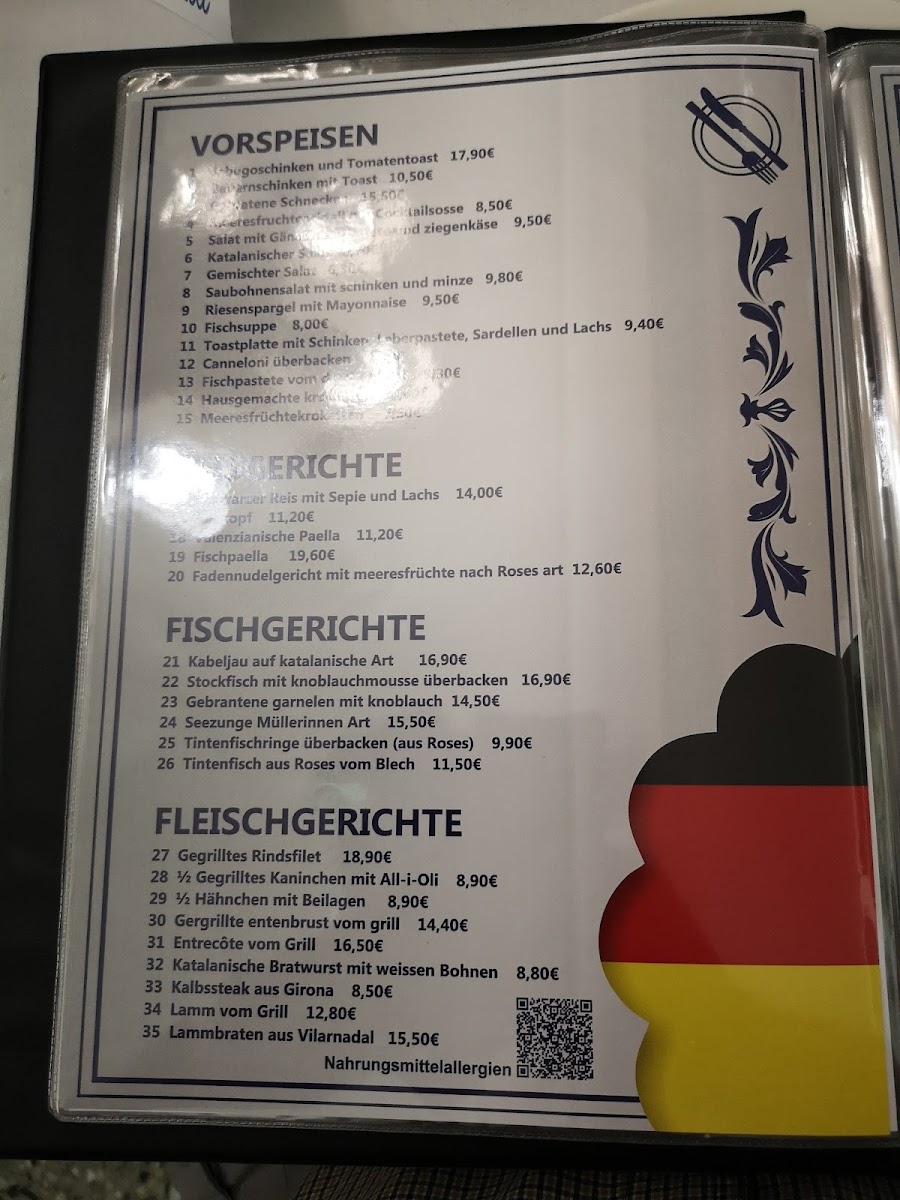 VORSPEISEN
und Tomatentoast 17,90€
mit Toast 10,50€
15,50€
4 8,50€
5 Salat mit und ziegenkäse 9,50€
6 Katalanischer
7 Gemischter
8 Saubohnensalat mit schinken und minze 9,80€
9 Riesenspargel mit Mayonnaise 9,50€
10 Fischsuppe 8,00€
11 Toastplatte mit Schinken, Leberpastete, Sardellen und Lachs 9,40€
12 Canneloni überbacken
13 Fischpastete vom
14 Hausgemachte
15
ERICHTE
Reis mit Sepie und Lachs 14,00€
11,20€
18 Valenzianische Paella 11,20€
19 Fischpaella 19,60€
20 Fadennudelgericht mit meeresfrüchte nach Roses art 12,60€
FISCHGERICHTE
21 Kabeljau auf katalanische Art 16,90€
22 Stockfisch mit knoblauchmousse überbacken 16,90€
23 Gebrantene garnelen mit knoblauch 14,50€
24 Seezunge Müllerinnen Art 15,50€
25 Tintenfischringe überbacken (aus Roses) 9,90€
26 Tintenfisch aus Roses vom Blech 11,50€
FLEISCHGERICHTE
27 Gegrilltes Rindsfilet 18,90€
28 ½ Gegrilltes Kaninchen mit All-i-Oli 8,90€
29 ½ Hähnchen mit Beilagen 8,90€
30 Gergrillte entenbrust vom grill 14,40€
31 Entrecôte vom Grill 16,50€
32 Katalanische Bratwurst mit weissen Bohnen 8,80€
33 Kalbssteak aus Girona 8,50€
34 Lamm vom Grill 12,80€
35 Lammbraten aus Vilarnadal 15,50€
Nahrungsmittelallergien